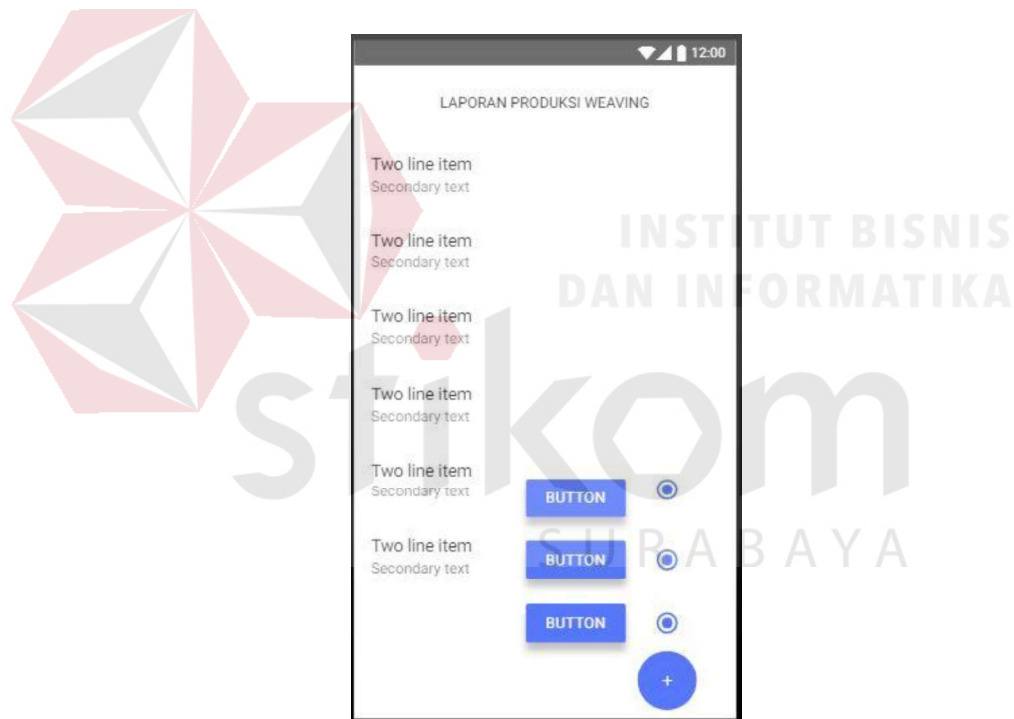 12:00
LAPORAN PRODUKSI WEAVING
Two line item
Secondary text
Two line item
Secondary text
Two line item
Secondary text
Two line item
Secondary text
Two line item
Secondary text
BUTTON
Two line item
Secondary text
BUTTON
BUTTON
+
INSTITUT BISNIS
DAN INFORMATIKA
stikom
SURABAYA